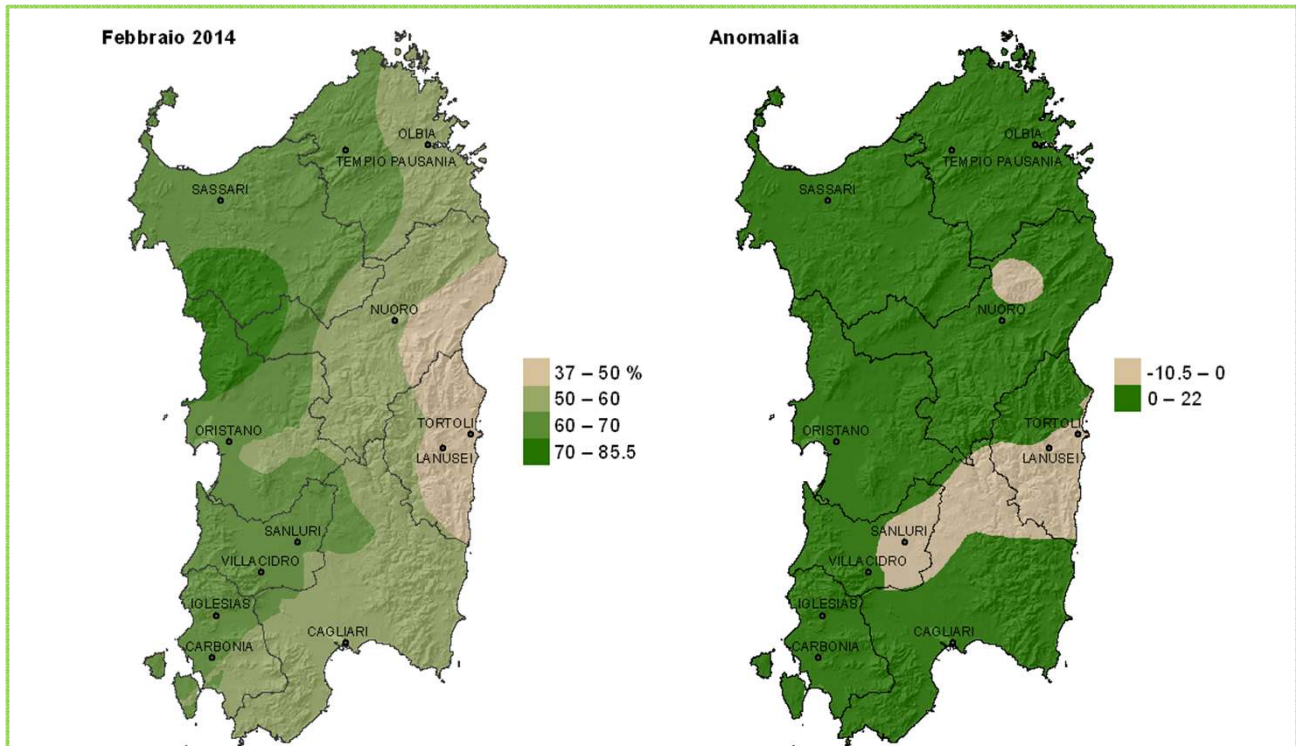 Febbraio 2014
OLBIA
TEMPIO PAUSANIA
SASSARI
NUORO
ORISTANO
TORTOLI
LANUSEI
SANLURI
VILLACIDRO
IGLESIAS
CARBONIA
CAGLIARI
37 – 50 %
50 – 60
60 – 70
70 – 85.5
Anomalia
OLBIA
TEMPIO PAUSANIA
SASSARI
NUORO
ORISTANO
TORTOLI
LANUSEI
SANLURI
VILLACIDRO
IGLESIAS
CARBONIA
CAGLIARI
-10.5 – 0
0 – 22